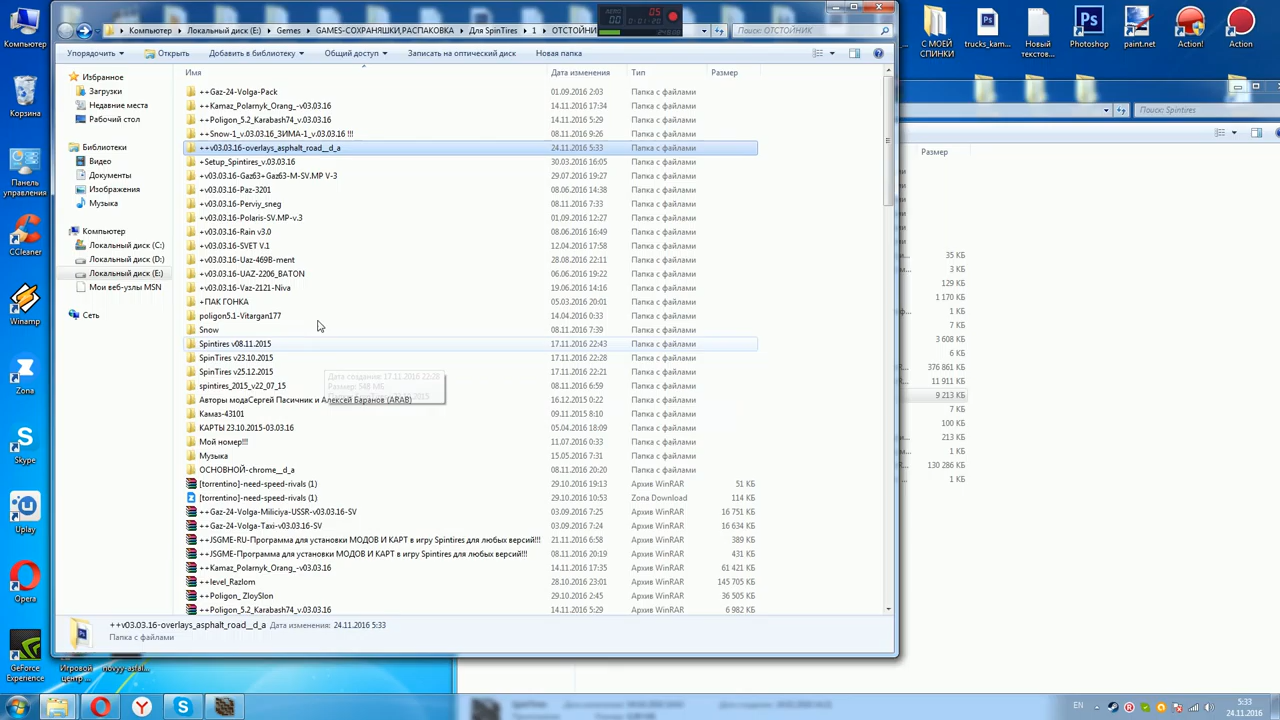 Компьютер ▸ Локальный диск (E:) ▸ Gemes ▸ GAMES-СОХРАНЯШКИ,РАСПАКОВКА ▸ Для SpinTires ▸ 1 ▸ ОТСТОЙНИ
Поиск: ОТСТОЙНИК
Упорядочить Открыть Добавить в библиотеку Общий доступ Записать на оптический диск Новая папка
Имя Дата изменения Тип Размер
Избранное
Загрузки
Недавние места
Рабочий стол
Библиотеки
Видео
Документы
Изображения
Музыка
Компьютер
Локальный диск (C:)
Локальный диск (D:)
Локальный диск (E:)
Мои веб-узлы MSN
Сеть
++Gaz-24-Volga-Pack 01.09.2016 2:03 Папка с файлами
++Kamaz_Polarnyk_Orang_-v03.03.16 14.11.2016 17:34 Папка с файлами
++Poligon_5.2_Karabash74_v.03.03.16 14.11.2016 5:29 Папка с файлами
++Snow-1_v.03.03.16_ЗИМА-1_v.03.03.16 !!! 08.11.2016 9:26 Папка с файлами
++v03.03.16-overlays_asphalt_road__d_a 24.11.2016 5:33 Папка с файлами
+Setup_Spintires_v.03.03.16 30.03.2016 16:05 Папка с файлами
+v03.03.16-Gaz63+Gaz63-M-SV.MP V-3 29.07.2016 19:27 Папка с файлами
+v03.03.16-Paz-3201 08.06.2016 14:38 Папка с файлами
+v03.03.16-Perviy_sneg 08.11.2016 7:33 Папка с файлами
+v03.03.16-Polaris-SV.MP-v.3 01.09.2016 12:27 Папка с файлами
+v03.03.16-Rain v3.0 08.06.2016 16:49 Папка с файлами
+v03.03.16-SVET V.1 12.04.2016 17:58 Папка с файлами
+v03.03.16-Uaz-469B-ment 28.08.2016 22:11 Папка с файлами
+v03.03.16-UAZ-2206_BATON 06.06.2016 19:22 Папка с файлами
+v03.03.16-Vaz-2121-Niva 19.06.2016 14:16 Папка с файлами
+ПАК ГОНКА 05.03.2016 20:01 Папка с файлами
poligon5.1-Vitargan177 14.04.2016 0:33 Папка с файлами
Snow 08.11.2016 7:39 Папка с файлами
Spintires v08.11.2015 17.11.2016 22:43 Папка с файлами
SpinTires v23.10.2015 17.11.2016 22:28 Папка с файлами
SpinTires v25.12.2015 17.11.2016 22:21 Папка с файлами
spintires_2015_v22_07_15 08.11.2016 6:59 Папка с файлами
Авторы модаСергей Пасичник и Алексей Баранов (ARAB) 16.12.2015 0:22 Папка с файлами
Камаз-43101 09.11.2015 8:10 Папка с файлами
КАРТЫ 23.10.2015-03.03.16 05.04.2016 18:09 Папка с файлами
Мой номер!!! 11.07.2016 0:33 Папка с файлами
Музыка 15.05.2016 7:31 Папка с файлами
ОСНОВНОЙ-chrome__d_a 08.11.2016 20:20 Папка с файлами
[torrentino]-need-speed-rivals (1) 29.10.2016 19:13 Архив WinRAR 51 КБ
[torrentino]-need-speed-rivals (1) 29.10.2016 10:53 Zona Download 114 КБ
++Gaz-24-Volga-Miliciya-USSR-v03.03.16-SV 03.09.2016 7:25 Архив WinRAR 16 751 КБ
++Gaz-24-Volga-Taxi-v03.03.16-SV 03.09.2016 7:24 Архив WinRAR 16 634 КБ
++JSGME-RU-Программа для установки МОДОВ И КАРТ в игру Spintires для любых версий!!! 21.11.2016 6:58 Архив WinRAR 389 КБ
++JSGME-Программа для установки МОДОВ И КАРТ в игру Spintires для любых версий!!! 08.11.2016 20:19 Архив WinRAR 431 КБ
++Kamaz_Polarnyk_Orang_-v03.03.16 14.11.2016 17:35 Архив WinRAR 61 421 КБ
++level_Razlom 28.10.2016 23:01 Архив WinRAR 145 705 КБ
++Poligon_ ZloySlon 14.11.2016 5:31 Архив WinRAR 36 505 КБ
++Poligon_5.2_Karabash74_v.03.03.16 14.11.2016 5:29 Архив WinRAR 6 982 КБ
Дата создания: 17.11.2016 22:28
Размер: 548 МБ
++v03.03.16-overlays_asphalt_road__d_a Дата изменения: 24.11.2016 5:33
Папка с файлами
Компьютер
Корзина
Панель управления
CCleaner
Winamp
Zona
Skype
Uplay
Opera
GeForce Experience
Игровой центр ...
novyy-asfal...
С МОЕЙ СПИНКИ
trucks_kam...
Новый текстов...
Photoshop
paint.net
Action!
Action
Поиск: Spintires
Размер
35 КБ
3 КБ
129 КБ
1 170 КБ
7 КБ
3 608 КБ
6 КБ
376 861 КБ
11 911 КБ
9 213 КБ
7 КБ
100 КБ
213 КБ
130 286 КБ
1 КБ
EN
5:33
24.11.2016